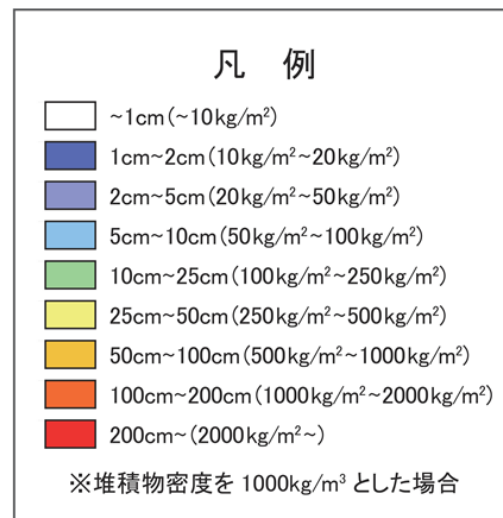 凡 例
~1cm(~10kg/m²)
1cm~2cm(10kg/m²~20kg/m²)
2cm~5cm(20kg/m²~50kg/m²)
5cm~10cm(50kg/m²~100kg/m²)
10cm~25cm(100kg/m²~250kg/m²)
25cm~50cm(250kg/m²~500kg/m²)
50cm~100cm(500kg/m²~1000kg/m²)
100cm~200cm(1000kg/m²~2000kg/m²)
200cm~(2000kg/m²~)
※堆積物密度を 1000kg/m³ とした場合